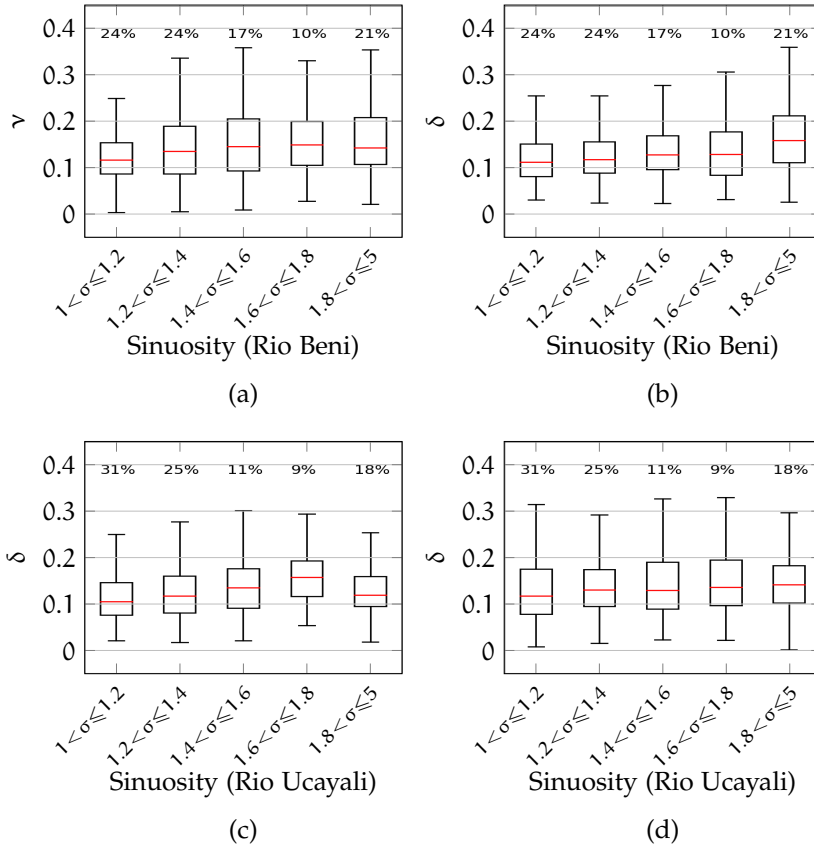 0.4
24% 24% 17% 10% 21%
0.3
ν
0.2
0.1
0
1 < σ ≤ 1.2
1.2 < σ ≤ 1.4
1.4 < σ ≤ 1.6
1.6 < σ ≤ 1.8
1.8 < σ ≤ 5
Sinuosity (Rio Beni)
(a)
0.4
24% 24% 17% 10% 21%
0.3
δ
0.2
0.1
0
1 < σ ≤ 1.2
1.2 < σ ≤ 1.4
1.4 < σ ≤ 1.6
1.6 < σ ≤ 1.8
1.8 < σ ≤ 5
Sinuosity (Rio Beni)
(b)
0.4
31% 25% 11% 9% 18%
0.3
δ
0.2
0.1
0
1 < σ ≤ 1.2
1.2 < σ ≤ 1.4
1.4 < σ ≤ 1.6
1.6 < σ ≤ 1.8
1.8 < σ ≤ 5
Sinuosity (Rio Ucayali)
(c)
0.4
31% 25% 11% 9% 18%
0.3
δ
0.2
0.1
0
1 < σ ≤ 1.2
1.2 < σ ≤ 1.4
1.4 < σ ≤ 1.6
1.6 < σ ≤ 1.8
1.8 < σ ≤ 5
Sinuosity (Rio Ucayali)
(d)